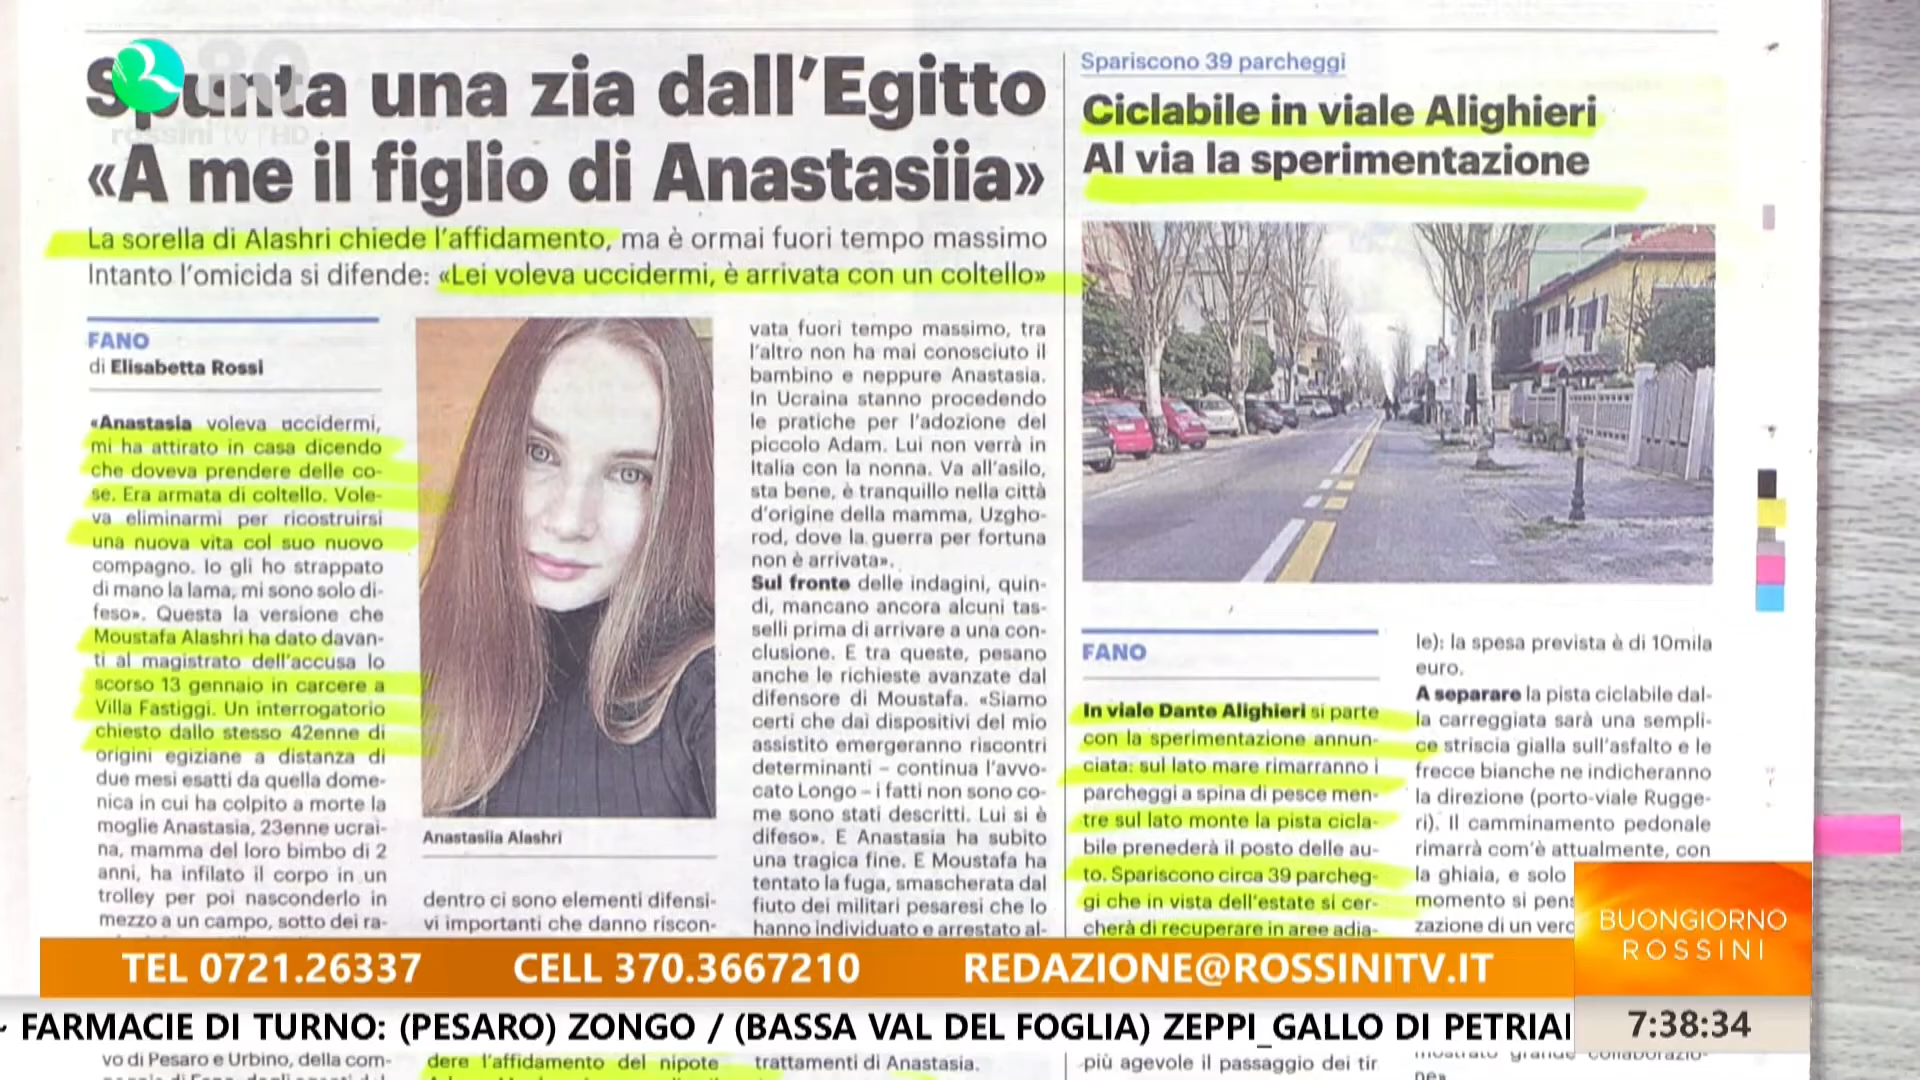 Spunta una zia dall'Egitto
«A me il figlio di Anastasiia»
La sorella di Alashri chiede l'affidamento, ma è ormai fuori tempo massimo
Intanto l'omicida si difende: «Lei voleva uccidermi, è arrivata con un coltello»
FANO
di Elisabetta Rossi
«Anastasia voleva uccidermi,
mi ha attirato in casa dicendo
che doveva prendere delle co-
se. Era armata di coltello. Vole-
va eliminarmi per ricostruirsi
una nuova vita col suo nuovo
compagno. Io gli ho strappato
di mano la lama, mi sono solo di-
feso». Questa la versione che
Moustafa Alashri ha dato davan-
ti al magistrato dell'accusa lo
scorso 13 gennaio in carcere a
Villa Fastiggi. Un interrogatorio
chiesto dallo stesso 42enne di
origini egiziane a distanza di
due mesi esatti da quella dome-
nica in cui ha colpito a morte la
moglie Anastasia, 23enne ucrai-
na, mamma del loro bimbo di 2
anni, ha infilato il corpo in un
trolley per poi nasconderlo in
mezzo a un campo, sotto dei ra-
vo di Pesaro e Urbino, della com-
Anastasiia Alashri
dentro ci sono elementi difensi-
vi importanti che danno riscon-
dere l'affidamento del nipote
vata fuori tempo massimo, tra
l'altro non ha mai conosciuto il
bambino e neppure Anastasia.
In Ucraina stanno procedendo
le pratiche per l'adozione del
piccolo Adam. Lui non verrà in
Italia con la nonna. Va all'asilo,
sta bene, è tranquillo nella città
d'origine della mamma, Uzgho-
rod, dove la guerra per fortuna
non è arrivata».
Sul fronte delle indagini, quin-
di, mancano ancora alcuni tas-
selli prima di arrivare a una con-
clusione. E tra queste, pesano
anche le richieste avanzate dal
difensore di Moustafa. «Siamo
certi che dai dispositivi del mio
assistito emergeranno riscontri
determinanti – continua l'avvo-
cato Longo – i fatti non sono co-
me sono stati descritti. Lui si è
difeso». E Anastasia ha subito
una tragica fine. E Moustafa ha
tentato la fuga, smascherata dal
fiuto dei militari pesaresi che lo
hanno individuato e arrestato al-
trattamenti di Anastasia.
Spariscono 39 parcheggi
Ciclabile in viale Alighieri
Al via la sperimentazione
FANO
In viale Dante Alighieri si parte
con la sperimentazione annun-
ciata: sul lato mare rimarranno i
parcheggi a spina di pesce men-
tre sul lato monte la pista cicla-
bile prenederà il posto delle au-
to. Spariscono circa 39 parcheg-
gi che in vista dell'estate si cer-
cherà di recuperare in aree adia-
più agevole il passaggio dei tir
le): la spesa prevista è di 10mila
euro.
A separare la pista ciclabile dal-
la carreggiata sarà una sempli-
ce striscia gialla sull'asfalto e le
frecce bianche ne indicheranno
la direzione (porto-viale Rugge-
ri). Il camminamento pedonale
rimarrà com'è attualmente, con
la ghiaia, e solo
momento si pens
zazione di un verd
mostrato grande collaborazio-
ne»
rossini tv HD
TEL 0721.26337 CELL 370.3667210 REDAZIONE@ROSSINITV.IT
BUONGIORNO
ROSSINI
FARMACIE DI TURNO: (PESARO) ZONGO / (BASSA VAL DEL FOGLIA) ZEPPI_GALLO DI PETRIA
7:38:34